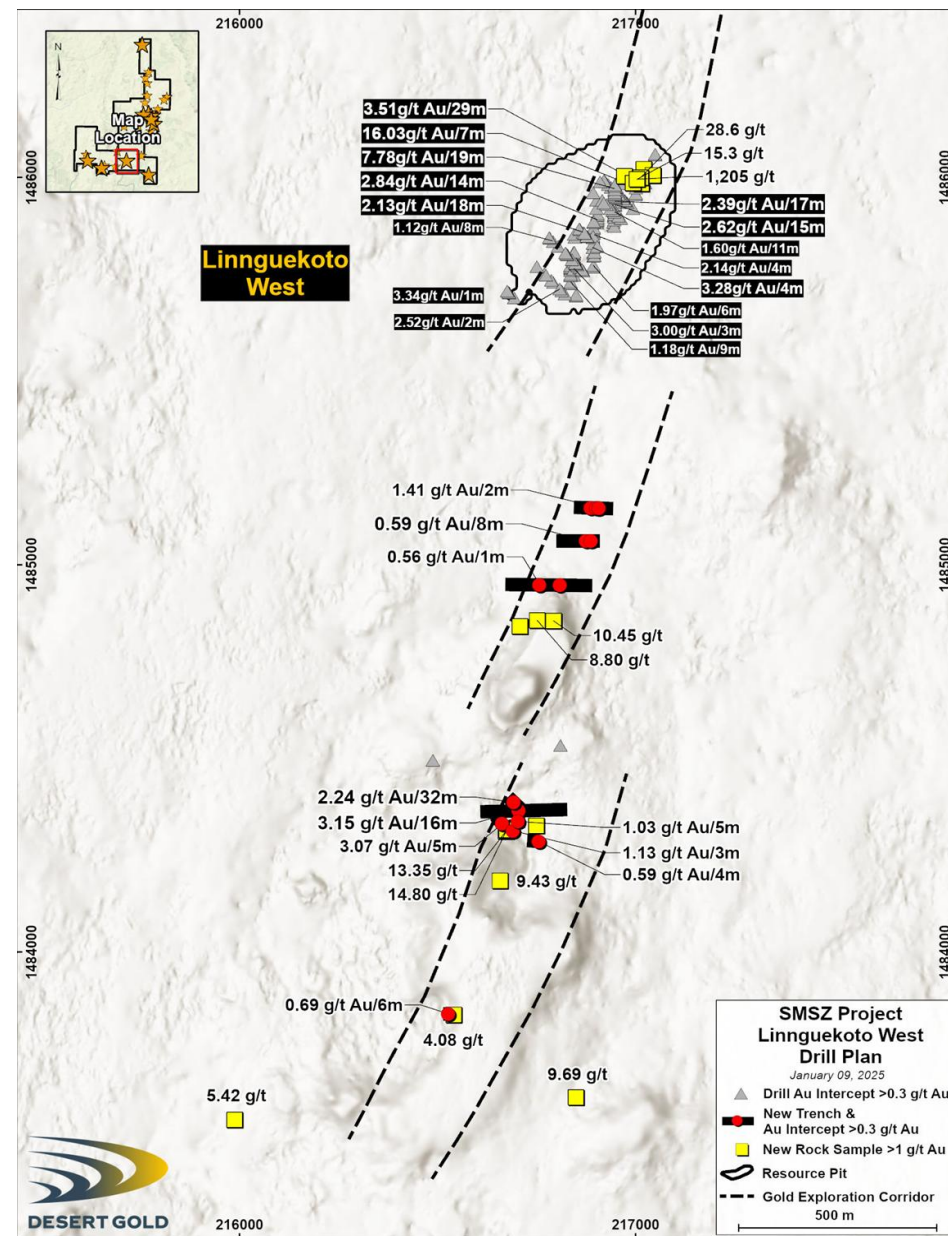 216000
217000
N
Map
Location
3.51g/t Au/29m
16.03g/t Au/7m
7.78g/t Au/19m
2.84g/t Au/14m
2.13g/t Au/18m
1.12g/t Au/8m
28.6 g/t
15.3 g/t
1,205 g/t
2.39g/t Au/17m
2.62g/t Au/15m
1.60g/t Au/11m
2.14g/t Au/4m
3.28g/t Au/4m
1486000
1486000
Linnguekoto
West
3.34g/t Au/1m
2.52g/t Au/2m
1.97g/t Au/6m
3.00g/t Au/3m
1.18g/t Au/9m
1.41 g/t Au/2m
0.59 g/t Au/8m
0.56 g/t Au/1m
1485000
1485000
10.45 g/t
8.80 g/t
2.24 g/t Au/32m
3.15 g/t Au/16m
3.07 g/t Au/5m
13.35 g/t
14.80 g/t
1.03 g/t Au/5m
1.13 g/t Au/3m
0.59 g/t Au/4m
9.43 g/t
1484000
1484000
0.69 g/t Au/6m
4.08 g/t
5.42 g/t
9.69 g/t
SMSZ Project
Linnguekoto West
Drill Plan
January 09, 2025
Drill Au Intercept >0.3 g/t Au
New Trench &
Au Intercept >0.3 g/t Au
New Rock Sample >1 g/t Au
Resource Pit
Gold Exploration Corridor
500 m
DESERT GOLD
216000
217000